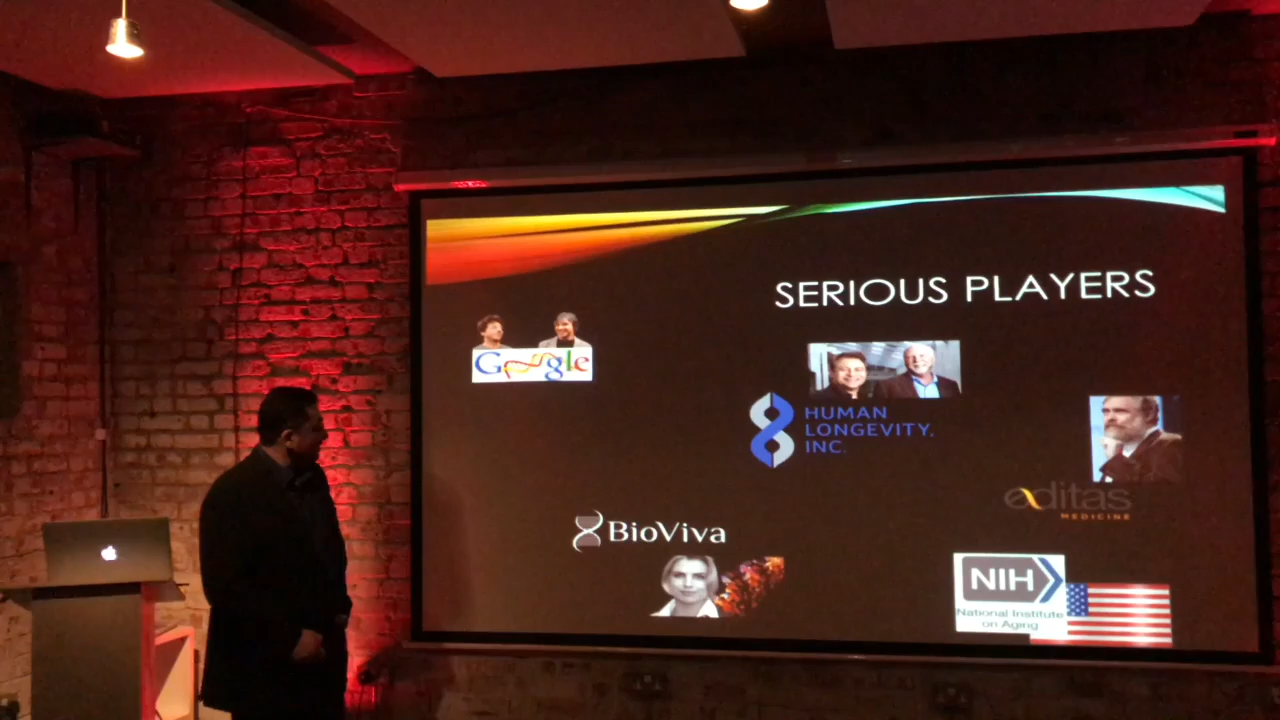 SERIOUS PLAYERS
Google
HUMAN
LONGEVITY,
INC.
editas
MEDICINE
BioViva
NIH
National Institute
on Aging